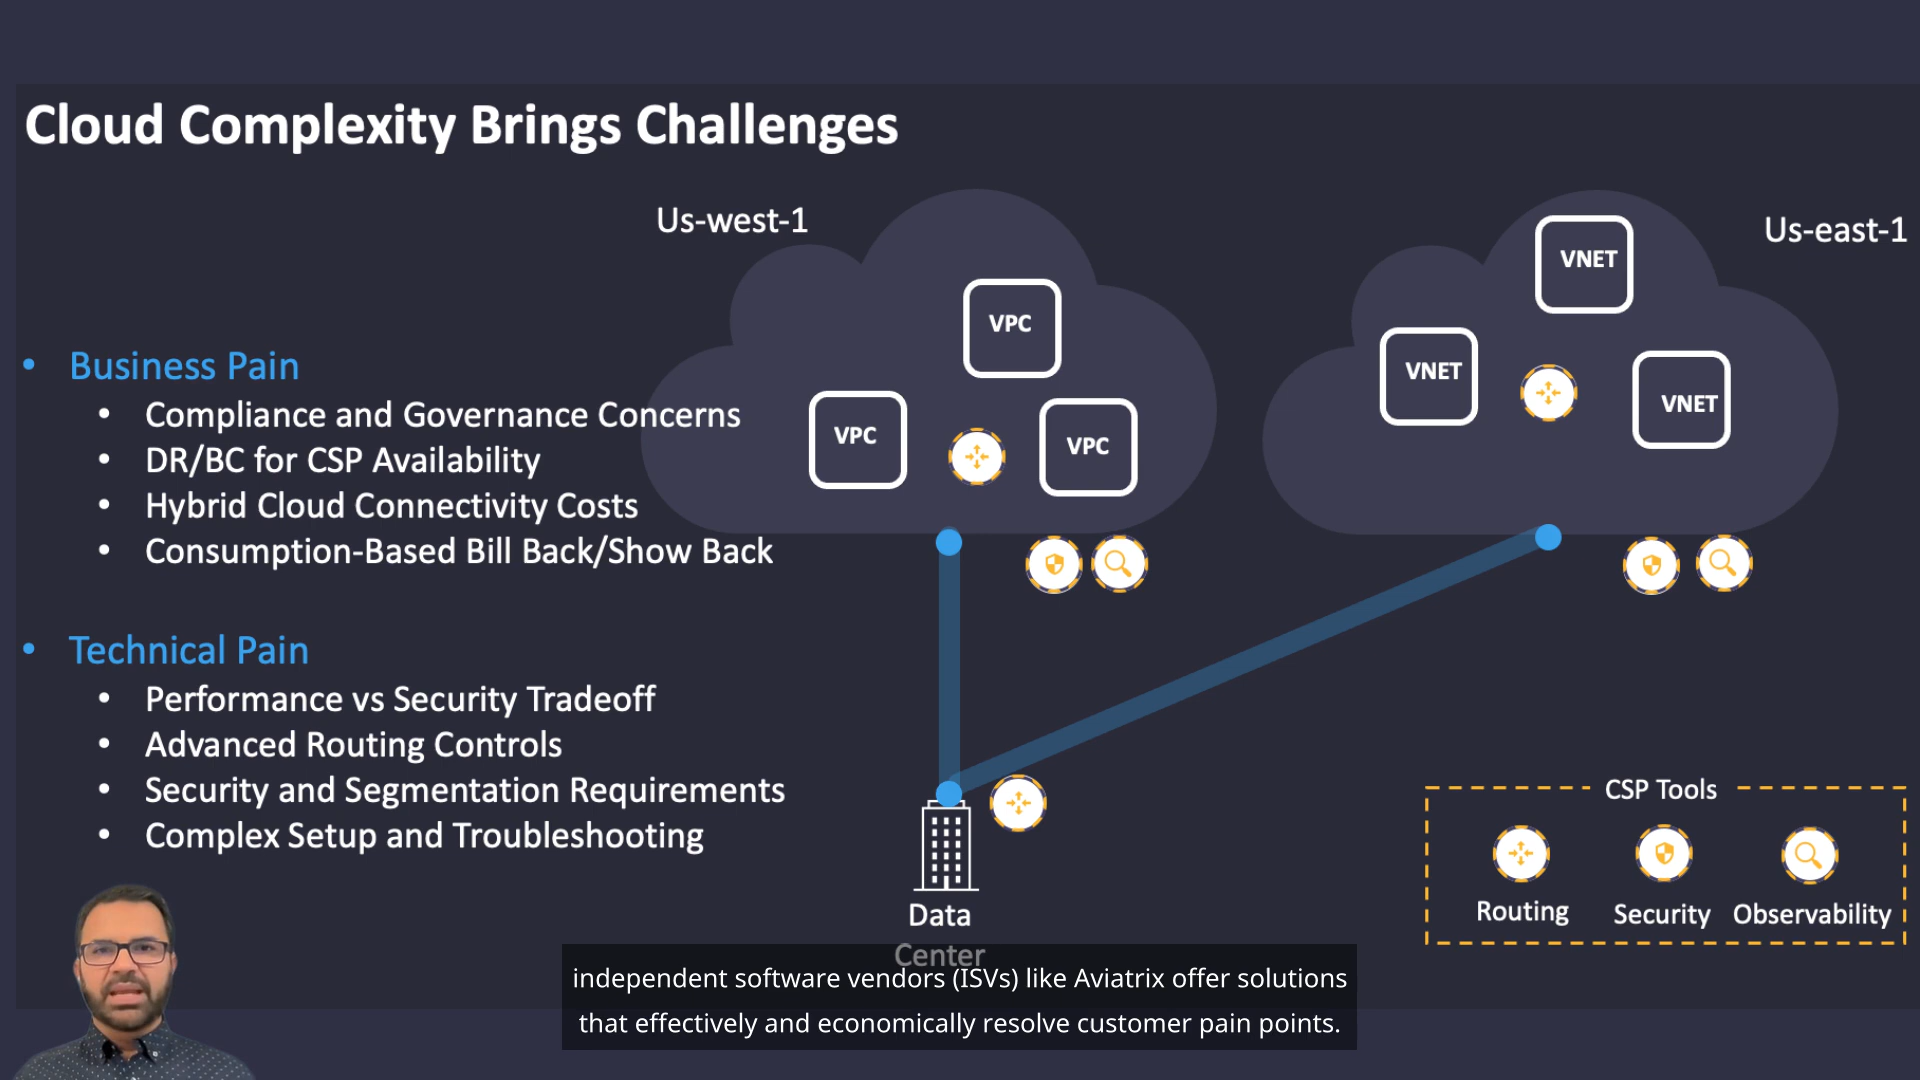 Cloud Complexity Brings Challenges
Us-west-1
Us-east-1
VNET
VPC
VNET
VNET
VPC
VPC
• Business Pain
• Compliance and Governance Concerns
• DR/BC for CSP Availability
• Hybrid Cloud Connectivity Costs
• Consumption-Based Bill Back/Show Back
• Technical Pain
• Performance vs Security Tradeoff
• Advanced Routing Controls
• Security and Segmentation Requirements
• Complex Setup and Troubleshooting
CSP Tools
Routing
Security
Observability
Data
Center
independent software vendors (ISVs) like Aviatrix offer solutions
that effectively and economically resolve customer pain points.